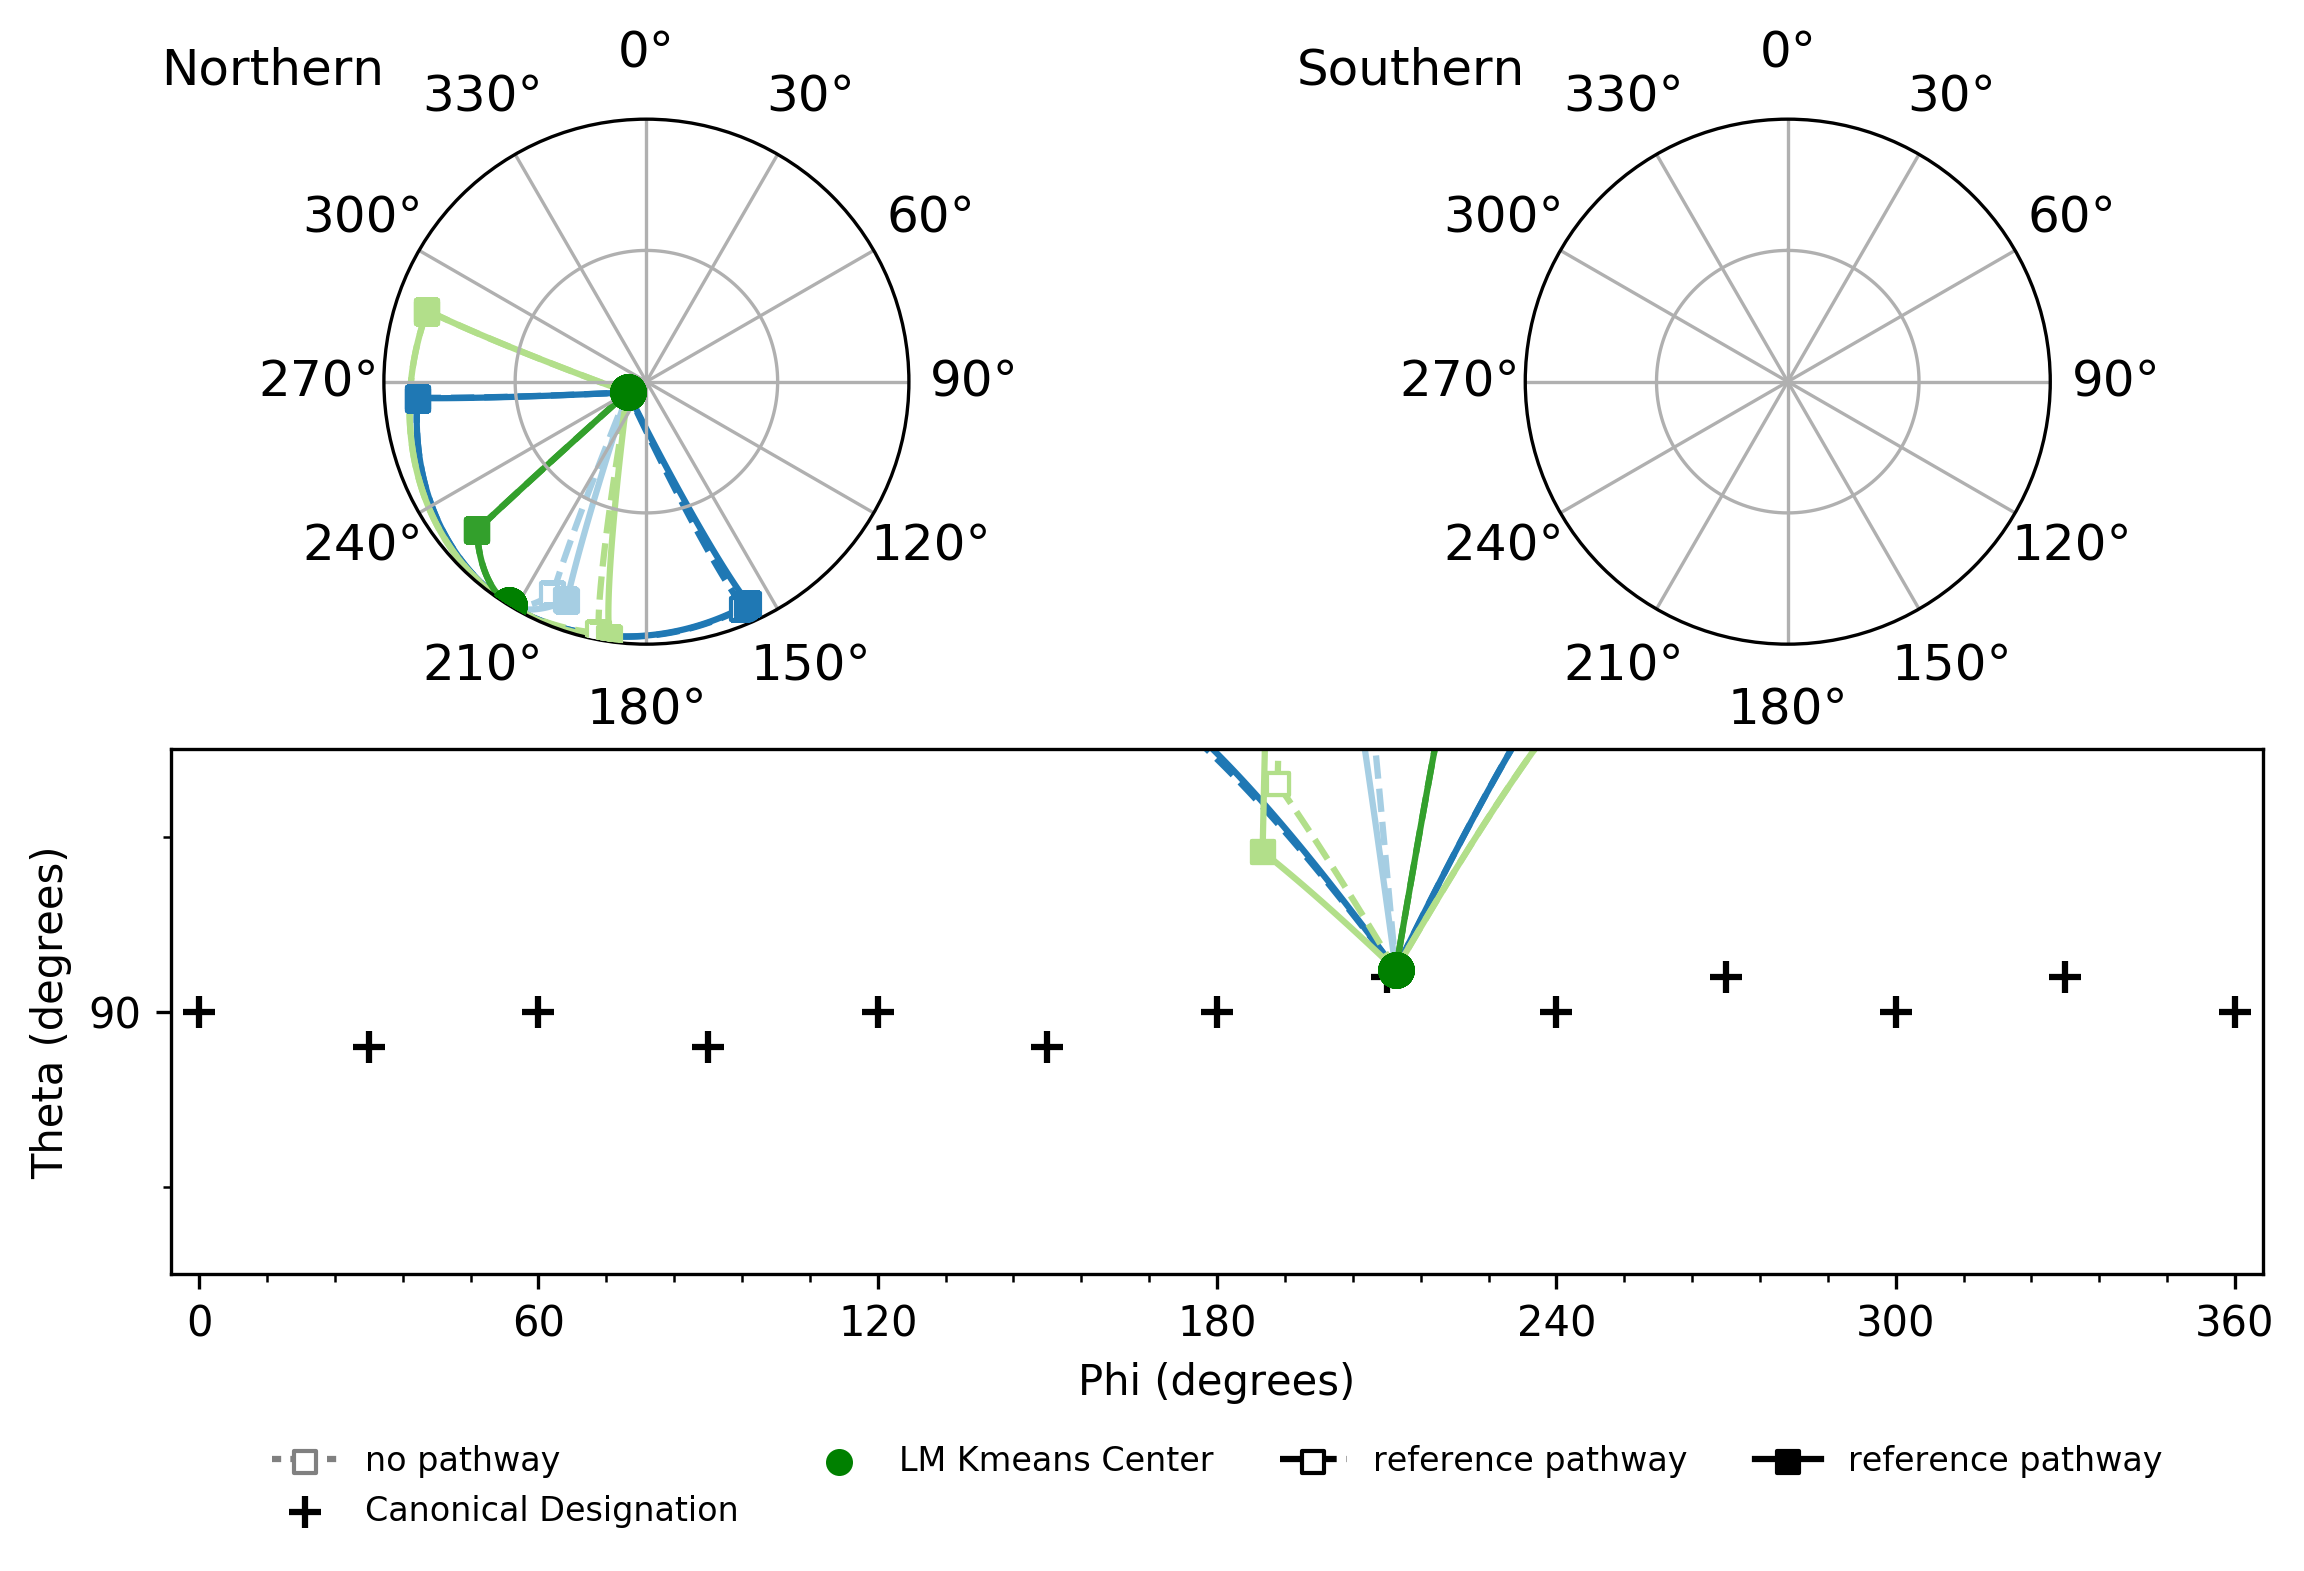 Northern
0°
30°
60°
90°
120°
150°
180°
210°
240°
270°
300°
330°
Southern
0°
30°
60°
90°
120°
150°
180°
210°
240°
270°
300°
330°
Theta (degrees)
90
0 60 120 180 240 300 360
Phi (degrees)
no pathway
Canonical Designation
LM Kmeans Center
reference pathway
reference pathway